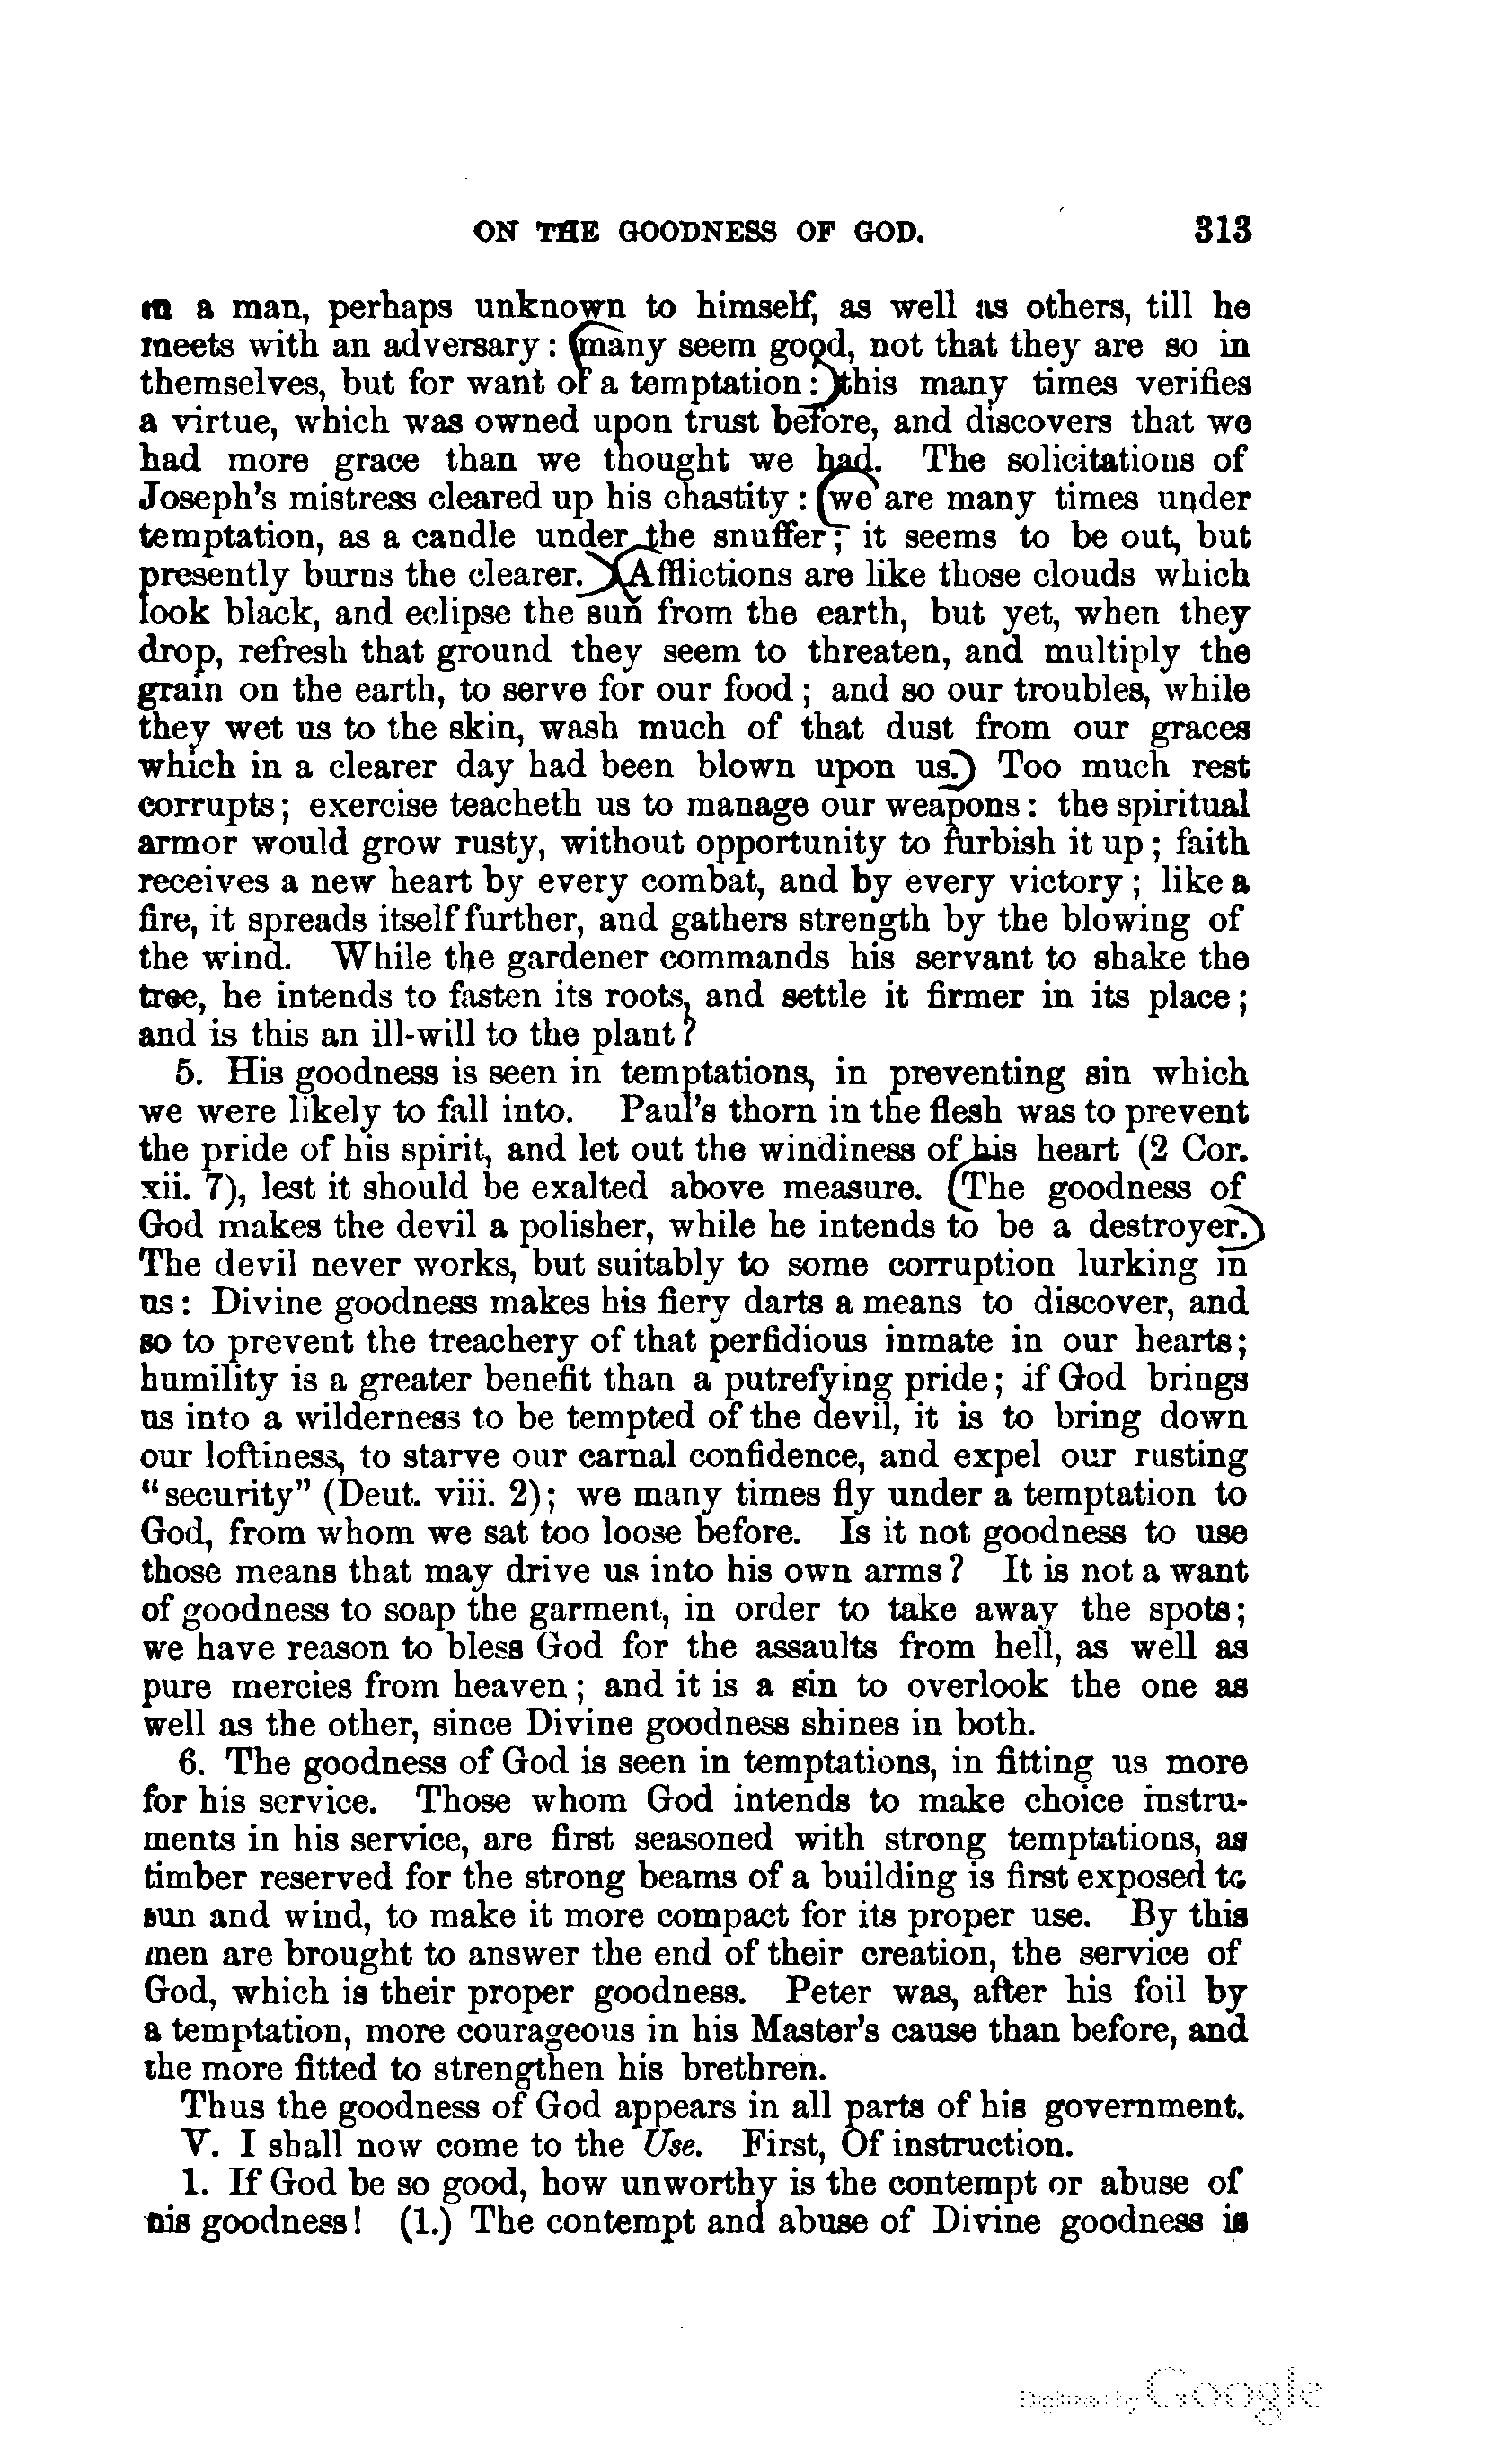 ON THE GOODNESS OF GOD. 313
in a man, perhaps unknown to himself, as well as others, till he
meets with an adversary: (many seem good, not that they are so in
themselves, but for want of a temptation:) this many times verifies
a virtue, which was owned upon trust before, and discovers that we
had more grace than we thought we had. The solicitations of
Joseph's mistress cleared up his chastity: (we are many times under
temptation, as a candle under the snuffer; it seems to be out, but
presently burns the clearer.) (Afflictions are like those clouds which
look black, and eclipse the sun from the earth, but yet, when they
drop, refresh that ground they seem to threaten, and multiply the
grain on the earth, to serve for our food; and so our troubles, while
they wet us to the skin, wash much of that dust from our graces
which in a clearer day had been blown upon us.) Too much rest
corrupts; exercise teacheth us to manage our weapons: the spiritual
armor would grow rusty, without opportunity to furbish it up; faith
receives a new heart by every combat, and by every victory; like a
fire, it spreads itself further, and gathers strength by the blowing of
the wind. While the gardener commands his servant to shake the
tree, he intends to fasten its roots, and settle it firmer in its place;
and is this an ill-will to the plant?
5. His goodness is seen in temptations, in preventing sin which
we were likely to fall into. Paul's thorn in the flesh was to prevent
the pride of his spirit, and let out the windiness of his heart (2 Cor.
xii. 7), lest it should be exalted above measure. (The goodness of
God makes the devil a polisher, while he intends to be a destroyer.)
The devil never works, but suitably to some corruption lurking in
us: Divine goodness makes his fiery darts a means to discover, and
so to prevent the treachery of that perfidious inmate in our hearts;
humility is a greater benefit than a putrefying pride; if God brings
us into a wilderness to be tempted of the devil, it is to bring down
our loftiness, to starve our carnal confidence, and expel our rusting
"security" (Deut. viii. 2); we many times fly under a temptation to
God, from whom we sat too loose before. Is it not goodness to use
those means that may drive us into his own arms? It is not a want
of goodness to soap the garment, in order to take away the spots;
we have reason to bless God for the assaults from hell, as well as
pure mercies from heaven; and it is a sin to overlook the one as
well as the other, since Divine goodness shines in both.
6. The goodness of God is seen in temptations, in fitting us more
for his service. Those whom God intends to make choice instru-
ments in his service, are first seasoned with strong temptations, as
timber reserved for the strong beams of a building is first exposed to
sun and wind, to make it more compact for its proper use. By this
men are brought to answer the end of their creation, the service of
God, which is their proper goodness. Peter was, after his foil by
a temptation, more courageous in his Master's cause than before, and
the more fitted to strengthen his brethren.
Thus the goodness of God appears in all parts of his government.
V. I shall now come to the Use. First, Of instruction.
1. If God be so good, how unworthy is the contempt or abuse of
his goodness! (1.) The contempt and abuse of Divine goodness is
Digitized by Google